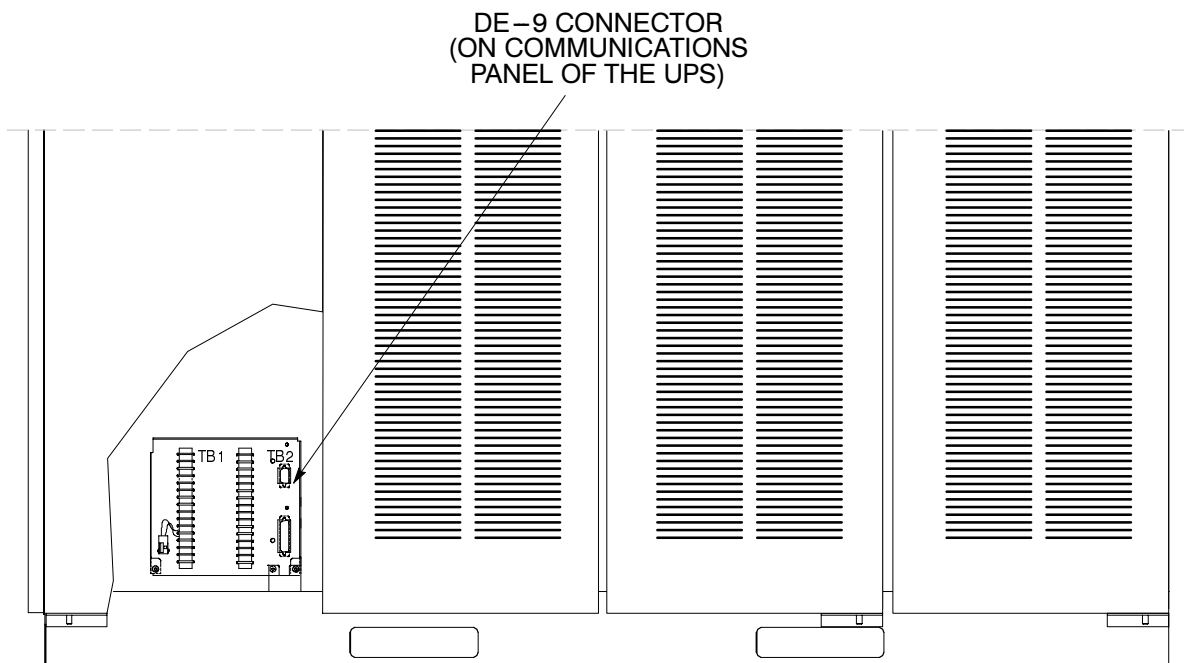 DE–9 CONNECTOR
(ON COMMUNICATIONS
PANEL OF THE UPS)
TB1 TB2